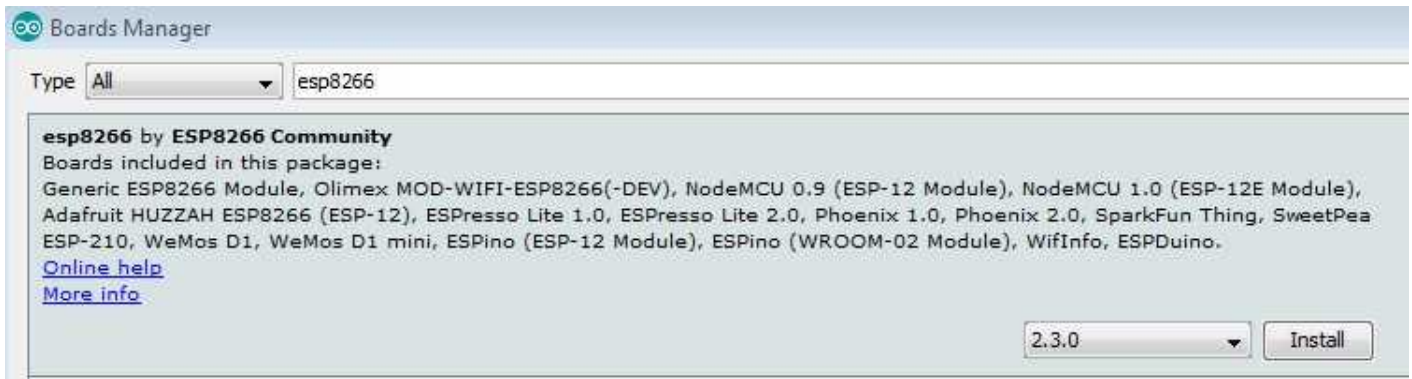 Boards Manager
Type All esp8266
esp8266 by ESP8266 Community
Boards included in this package:
Generic ESP8266 Module, Olimex MOD-WIFI-ESP8266(-DEV), NodeMCU 0.9 (ESP-12 Module), NodeMCU 1.0 (ESP-12E Module),
Adafruit HUZZAH ESP8266 (ESP-12), ESPresso Lite 1.0, ESPresso Lite 2.0, Phoenix 1.0, Phoenix 2.0, SparkFun Thing, SweetPea
ESP-210, WeMos D1, WeMos D1 mini, ESPino (ESP-12 Module), ESPino (WROOM-02 Module), WifInfo, ESPDuino.
Online help
More info
2.3.0 Install